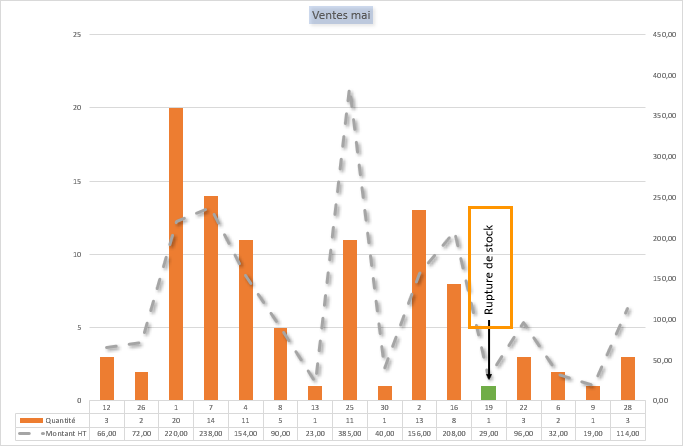 Ventes mai
25 450,00
400,00
20 350,00
300,00
15 250,00
10 200,00
150,00
5 100,00
50,00
0 0,00
Rupture de stock
12 26 1 7 4 8 13 25 30 2 16 19 22 6 9 28
Quantité 3 2 20 14 11 5 1 11 1 13 8 1 3 2 1 3
Montant HT 66,00 72,00 220,00 238,00 154,00 90,00 23,00 385,00 40,00 156,00 208,00 29,00 96,00 32,00 19,00 114,00